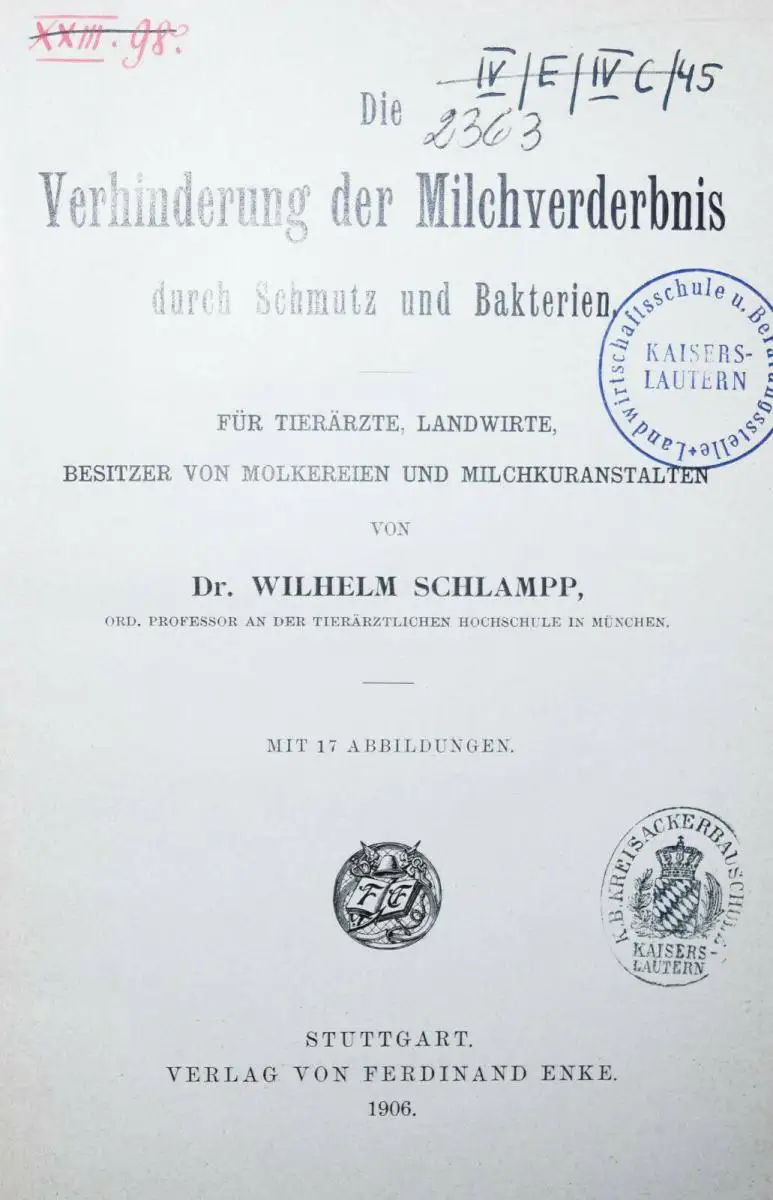 XXIII. 98.
IV/E/IV C/45
Die
2363
Verhinderung der Milchverderbnis
durch Schmutz und Bakterien.
Landwirtschaftsschule u. Beratungsstelle
KAISERS-
LAUTERN
FÜR TIERÄRZTE, LANDWIRTE,
BESITZER VON MOLKEREIEN UND MILCHKURANSTALTEN
VON
Dr. WILHELM SCHLAMPP,
ORD. PROFESSOR AN DER TIERÄRZTLICHEN HOCHSCHULE IN MÜNCHEN.
MIT 17 ABBILDUNGEN.
F E
K.B. KREISACKERBAUSCHULE
KAISERS-
LAUTERN
STUTTGART.
VERLAG VON FERDINAND ENKE.
1906.